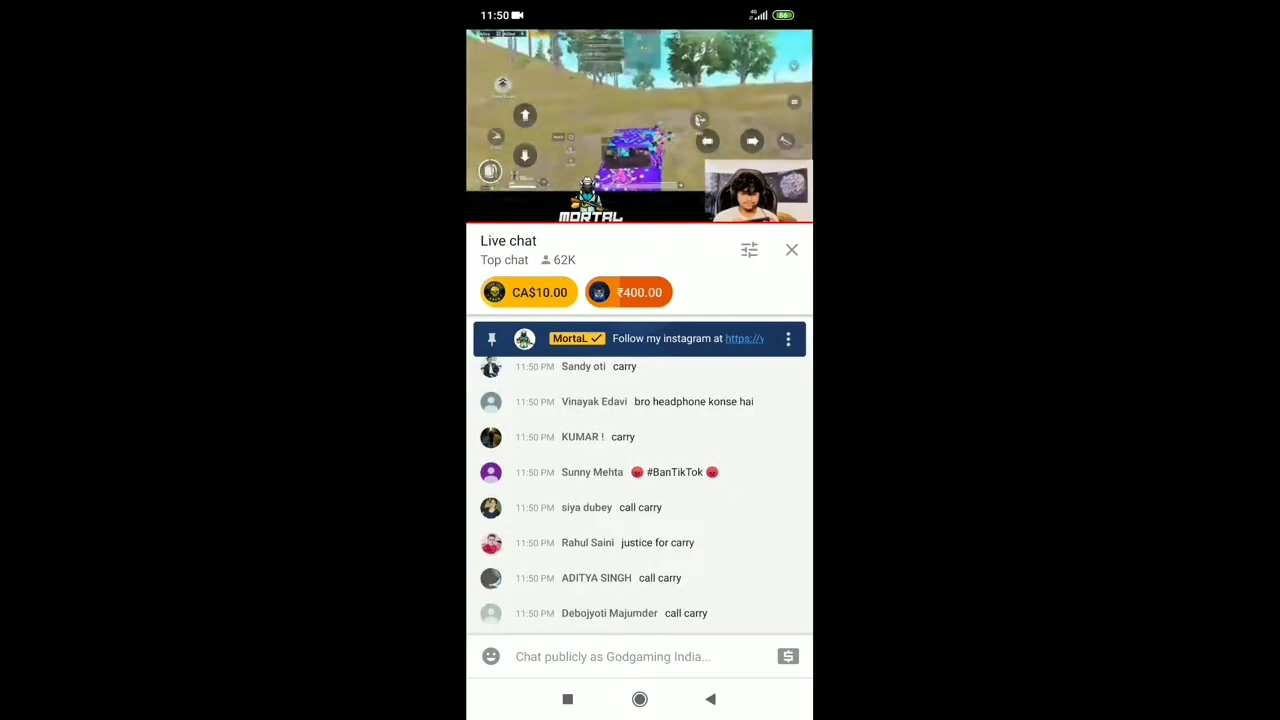 11:50
4G
86
MORTAL
Live chat
Top chat 62K
CA$10.00 ₹400.00
MortaL Follow my instagram at https://v
11:50 PM Sandy oti carry
11:50 PM Vinayak Edavi bro headphone konse hai
11:50 PM KUMAR ! carry
11:50 PM Sunny Mehta 😡 #BanTikTok 😡
11:50 PM siya dubey call carry
11:50 PM Rahul Saini justice for carry
11:50 PM ADITYA SINGH call carry
11:50 PM Debojyoti Majumder call carry
Chat publicly as Godgaming India...